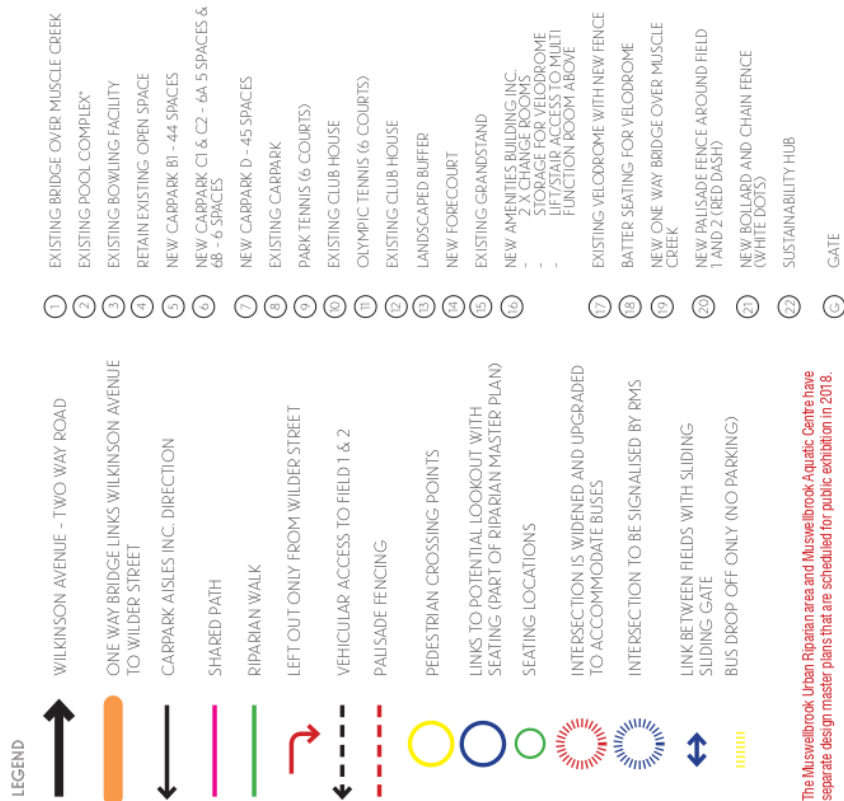 LEGEND
WILKINSON AVENUE - TWO WAY ROAD
ONE WAY BRIDGE LINKS WILKINSON AVENUE
TO WILDER STREET
CARPARK AISLES INC. DIRECTION
SHARED PATH
RIPARIAN WALK
LEFT OUT ONLY FROM WILDER STREET
VEHICULAR ACCESS TO FIELD 1 & 2
PALISADE FENCING
PEDESTRIAN CROSSING POINTS
LINKS TO POTENTIAL LOOKOUT WITH
SEATING (PART OF RIPARIAN MASTER PLAN)
SEATING LOCATIONS
INTERSECTION IS WIDENED AND UPGRADED
TO ACCOMMODATE BUSES
INTERSECTION TO BE SIGNALISED BY RMS
LINK BETWEEN FIELDS WITH SLIDING
SLIDING GATE
BUS DROP OFF ONLY (NO PARKING)
1 EXISTING BRIDGE OVER MUSCLE CREEK
2 EXISTING POOL COMPLEX*
3 EXISTING BOWLING FACILITY
4 RETAIN EXISTING OPEN SPACE
5 NEW CARPARK B1 - 44 SPACES
6 NEW CARPARK C1 & C2 - 6A 5 SPACES &
6B - 6 SPACES
7 NEW CARPARK D - 45 SPACES
8 EXISTING CARPARK
9 PARK TENNIS (6 COURTS)
10 EXISTING CLUB HOUSE
11 OLYMPIC TENNIS (6 COURTS)
12 EXISTING CLUB HOUSE
13 LANDSCAPED BUFFER
14 NEW FORECOURT
15 EXISTING GRANDSTAND
16 NEW AMENITIES BUILDING INC.
- 2 X CHANGE ROOMS
- STORAGE FOR VELODROME
- LIFT/STAIR ACCESS TO MULTI
FUNCTION ROOM ABOVE
17 EXISTING VELODROME WITH NEW FENCE
18 BATTER SEATING FOR VELODROME
19 NEW ONE WAY BRIDGE OVER MUSCLE
CREEK
20 NEW PALISADE FENCE AROUND FIELD
1 AND 2 (RED DASH)
21 NEW BOLLARD AND CHAIN FENCE
(WHITE DOTS)
22 SUSTAINABILITY HUB
G GATE
The Muswellbrook Urban Riparian area and Muswellbrook Aquatic Centre have
separate design master plans that are scheduled for public exhibition in 2018.